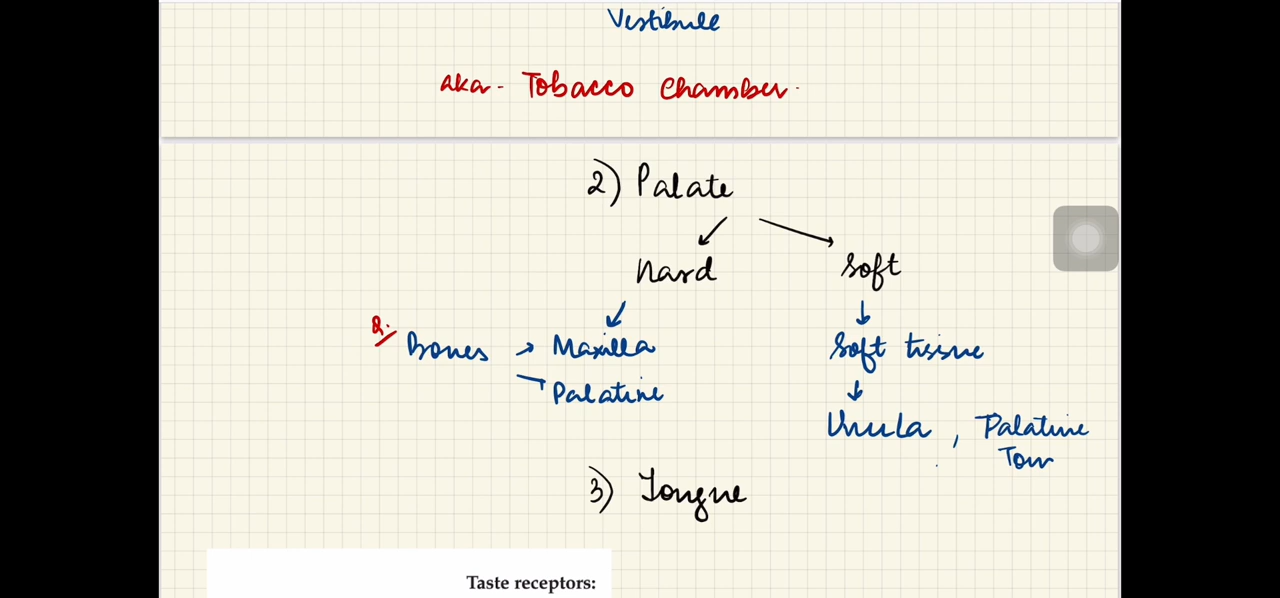 Vestibule
aka - Tobacco Chamber.
2) Palate
Hard
Soft
Q.
Bones → Maxilla
Palatine
Soft tissue
Uvula, Palatine
Ton
3) Tongue
Taste receptors: